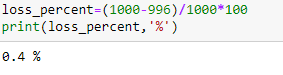 loss_percent=(1000-996)/1000*100
print(loss_percent,'%')
0.4 %